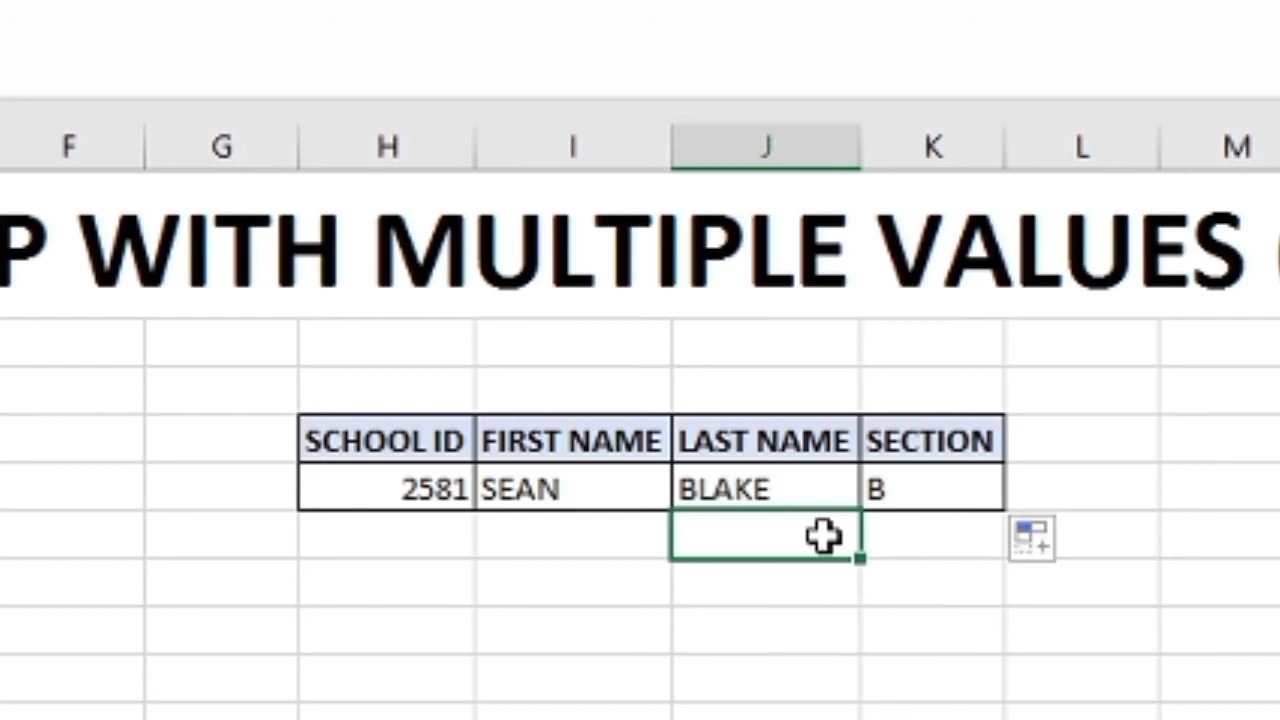 F G H I J K L M
P WITH MULTIPLE VALUES
SCHOOL ID FIRST NAME LAST NAME SECTION
2581 SEAN BLAKE B